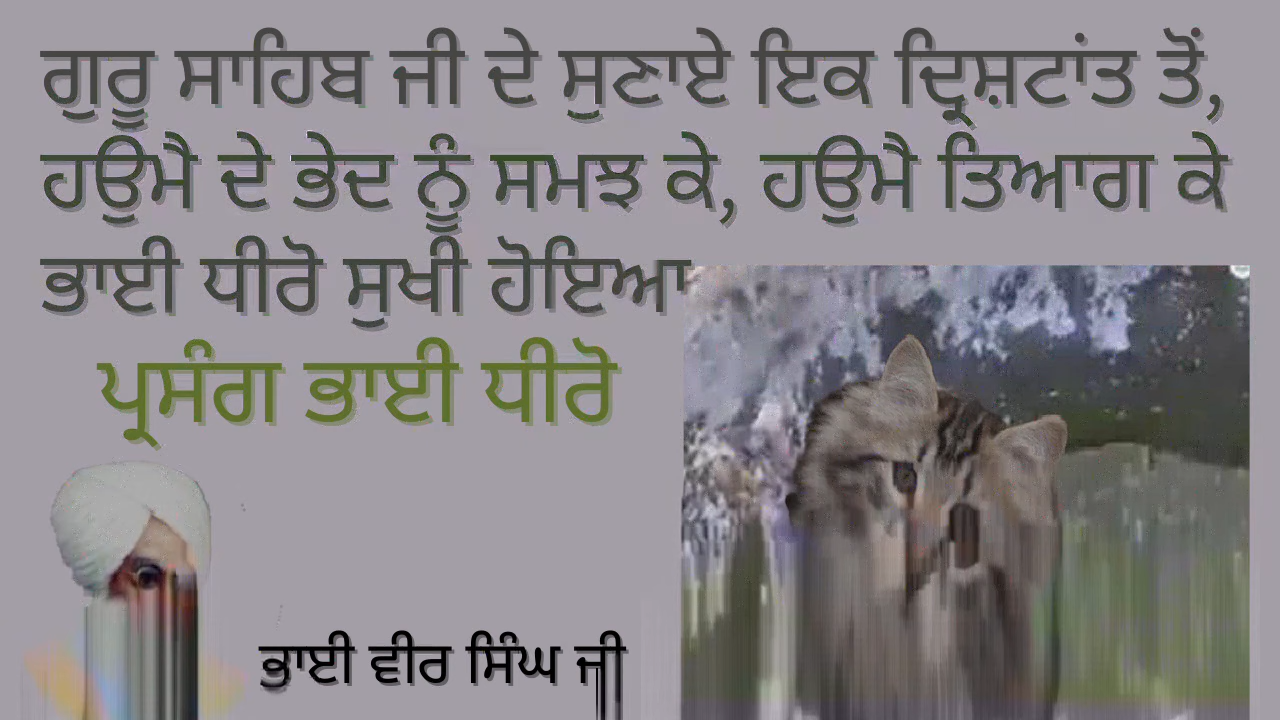 ਗੁਰੂ ਸਾਹਿਬ ਜੀ ਦੇ ਸੁਣਾਏ ਇਕ ਦ੍ਰਿਸ਼ਟਾਂਤ ਤੋਂ,
ਹਉਮੈ ਦੇ ਭੇਦ ਨੂੰ ਸਮਝ ਕੇ, ਹਉਮੈ ਤਿਆਗ ਕੇ
ਭਾਈ ਧੀਰੋ ਸੁਖੀ ਹੋਇਆ
ਪ੍ਰਸੰਗ ਭਾਈ ਧੀਰੋ
ਭਾਈ ਵੀਰ ਸਿੰਘ ਜੀ